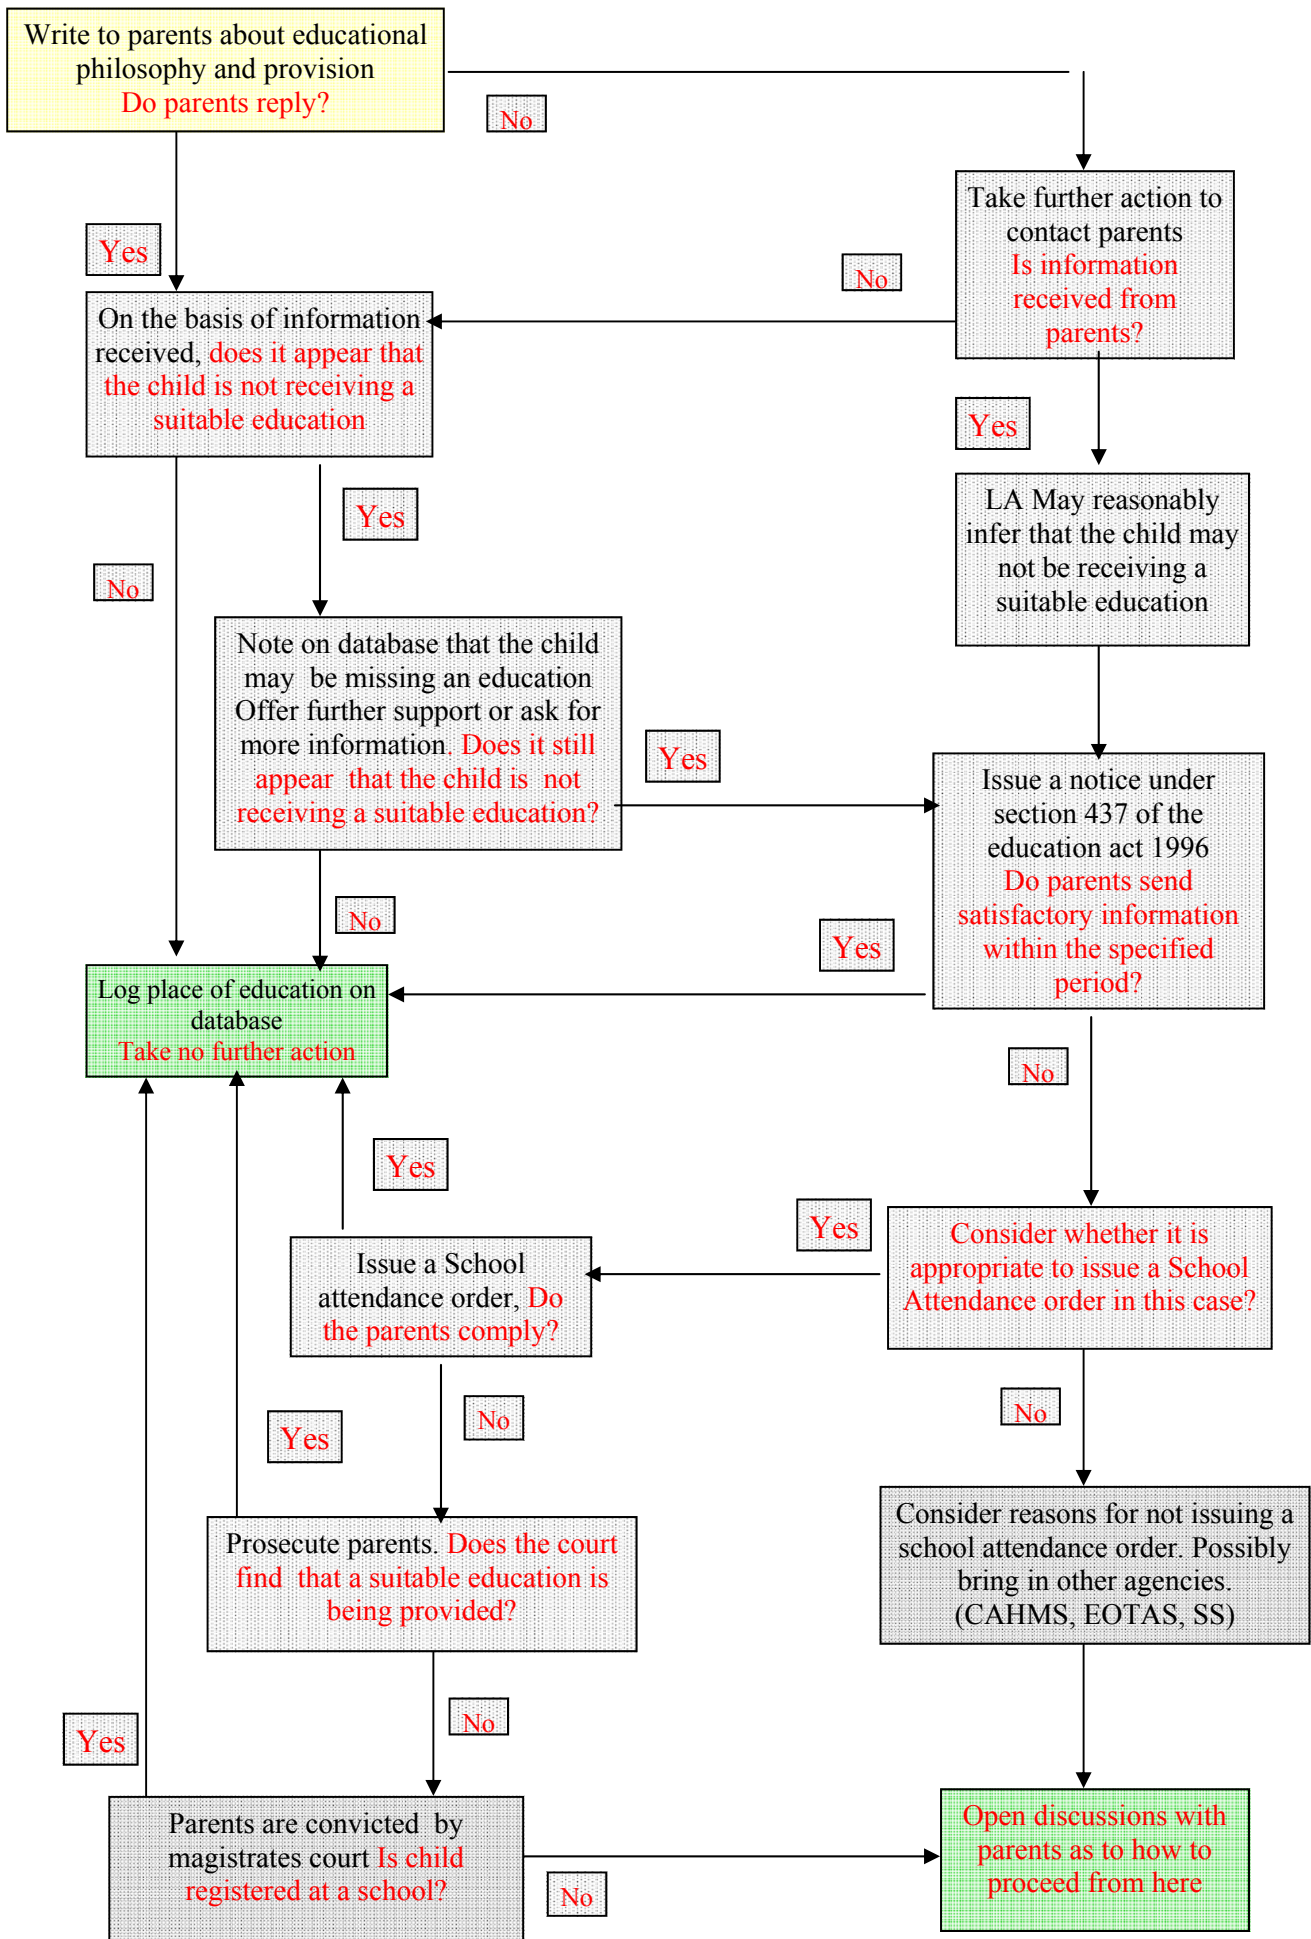 Write to parents about educational
philosophy and provision
Do parents reply?
No
Take further action to
contact parents
Is information
received from
parents?
Yes
No
On the basis of information
received, does it appear that
the child is not receiving a
suitable education
Yes
LA May reasonably
infer that the child may
not be receiving a
suitable education
Yes
No
Note on database that the child
may be missing an education
Offer further support or ask for
more information. Does it still
appear that the child is not
receiving a suitable education?
Yes
Issue a notice under
section 437 of the
education act 1996
Do parents send
satisfactory information
within the specified
period?
No
Yes
Log place of education on
database
Take no further action
No
Yes
Yes
Consider whether it is
appropriate to issue a School
Attendance order in this case?
Issue a School
attendance order, Do
the parents comply?
No
No
Yes
Consider reasons for not issuing a
school attendance order. Possibly
bring in other agencies.
(CAHMS, EOTAS, SS)
Prosecute parents. Does the court
find that a suitable education is
being provided?
No
Yes
Parents are convicted by
magistrates court Is child
registered at a school?
No
Open discussions with
parents as to how to
proceed from here